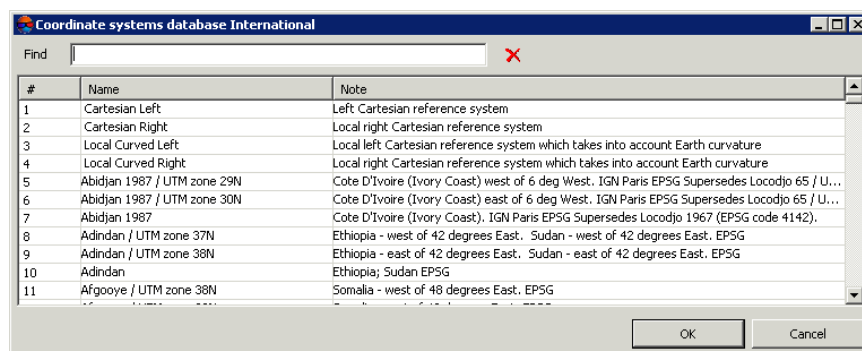 Coordinate systems database International
Find
# Name Note
1 Cartesian Left Left Cartesian reference system
2 Cartesian Right Local right Cartesian reference system
3 Local Curved Left Local left Cartesian reference system which takes into account Earth curvature
4 Local Curved Right Local right Cartesian reference system which takes into account Earth curvature
5 Abidjan 1987 / UTM zone 29N Cote D'Ivoire (Ivory Coast) west of 6 deg West. IGN Paris EPSG Supersedes Locodjo 65 / U...
6 Abidjan 1987 / UTM zone 30N Cote D'Ivoire (Ivory Coast) east of 6 deg West. IGN Paris EPSG Supersedes Locodjo 65 / U...
7 Abidjan 1987 Cote D'Ivoire (Ivory Coast). IGN Paris EPSG Supersedes Locodjo 1967 (EPSG code 4142).
8 Adindan / UTM zone 37N Ethiopia - west of 42 degrees East. Sudan - west of 42 degrees East. EPSG
9 Adindan / UTM zone 38N Ethiopia - east of 42 degrees East. Sudan - east of 42 degrees East. EPSG
10 Adindan Ethiopia; Sudan EPSG
11 Afgooye / UTM zone 38N Somalia - west of 48 degrees East. EPSG
OK Cancel